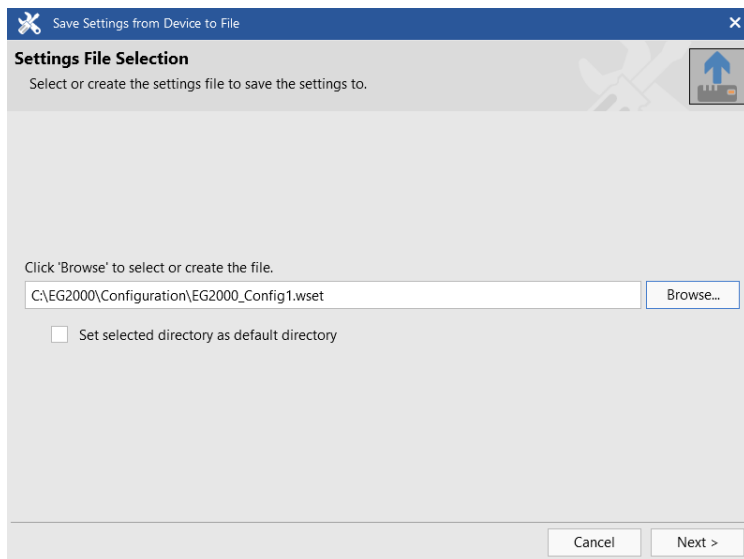 Save Settings from Device to File
Settings File Selection
Select or create the settings file to save the settings to.
Click 'Browse' to select or create the file.
C:\EG2000\Configuration\EG2000_Config1.wset
Browse...
Set selected directory as default directory
Cancel
Next >